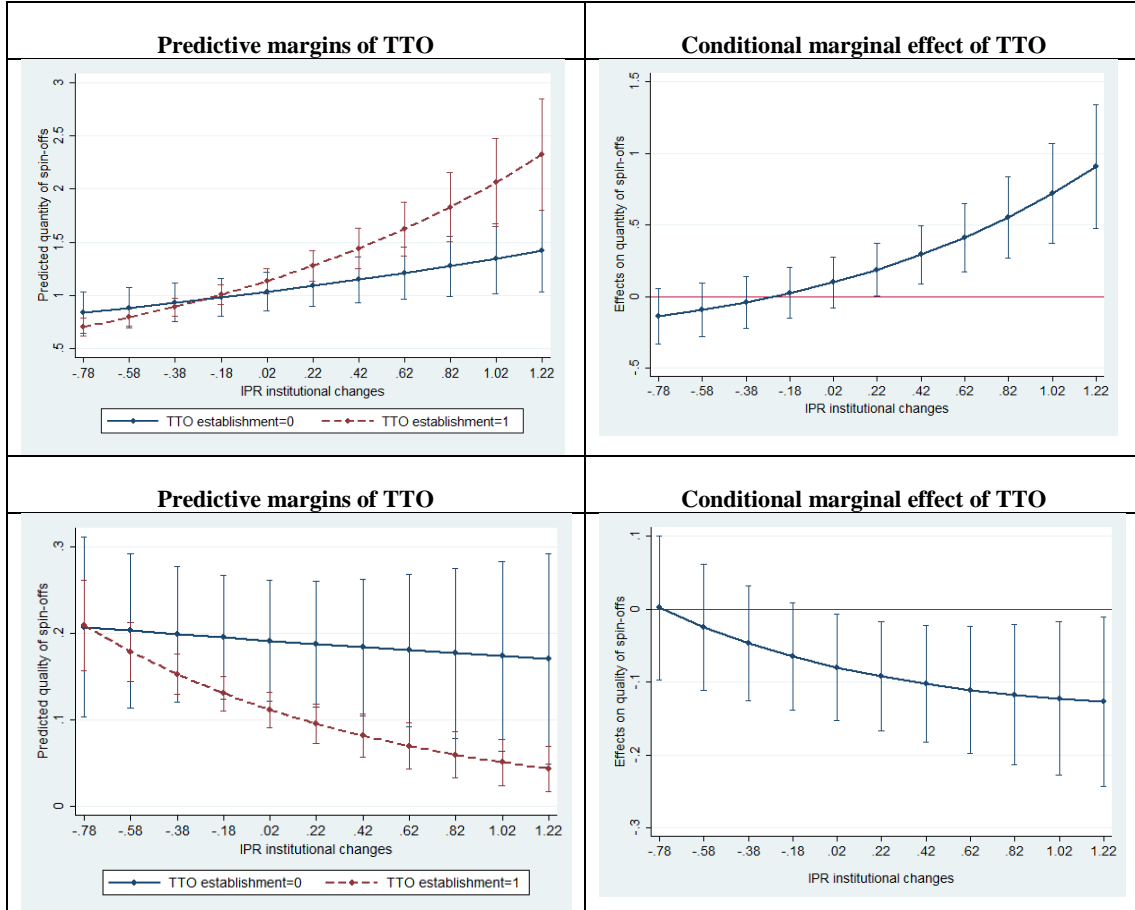 Predictive margins of TTO
Conditional marginal effect of TTO
Predicted quantity of spin-offs
3
2.5
2
1.5
1
.5
-.78 -.58 -.38 -.18 .02 .22 .42 .62 .82 1.02 1.22
IPR institutional changes
TTO establishment=0 TTO establishment=1
Effects on quantity of spin-offs
1.5
1
.5
0
-.5
-.78 -.58 -.38 -.18 .02 .22 .42 .62 .82 1.02 1.22
IPR institutional changes
Predictive margins of TTO
Conditional marginal effect of TTO
Predicted quality of spin-offs
.3
.2
.1
0
-.78 -.58 -.38 -.18 .02 .22 .42 .62 .82 1.02 1.22
IPR institutional changes
TTO establishment=0 TTO establishment=1
Effects on quality of spin-offs
.1
0
-.1
-.2
-.3
-.78 -.58 -.38 -.18 .02 .22 .42 .62 .82 1.02 1.22
IPR institutional changes